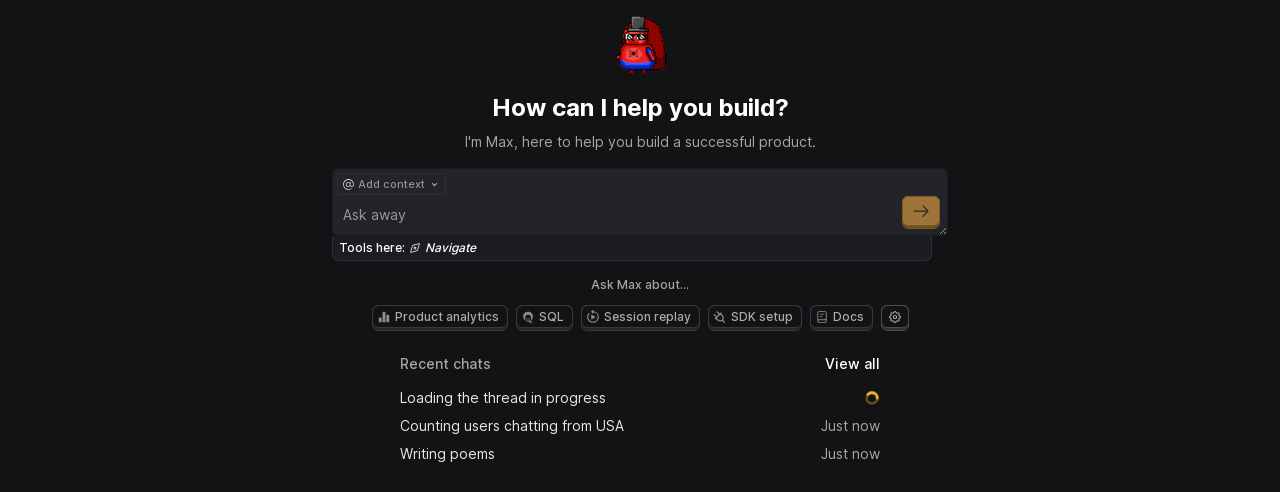 How can I help you build?
I'm Max, here to help you build a successful product.
@ Add context
Ask away
Tools here: Navigate
Ask Max about...
Product analytics SQL Session replay SDK setup Docs
Recent chats View all
Loading the thread in progress
Counting users chatting from USA Just now
Writing poems Just now